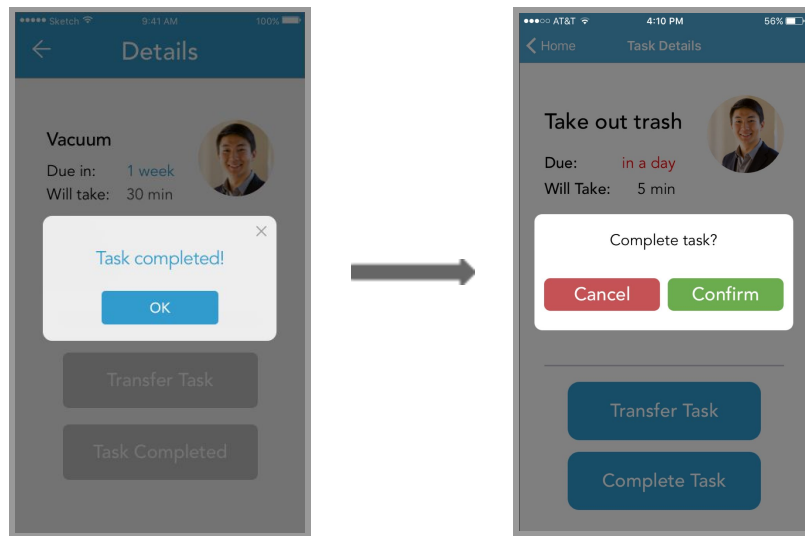 Sketch 9:41 AM 100%
Details
Vacuum
Due in: 1 week
Will take: 30 min
Task completed!
OK
Transfer Task
Task Completed
AT&T 4:10 PM 56%
Home Task Details
Take out trash
Due: in a day
Will Take: 5 min
Complete task?
Cancel Confirm
Transfer Task
Complete Task